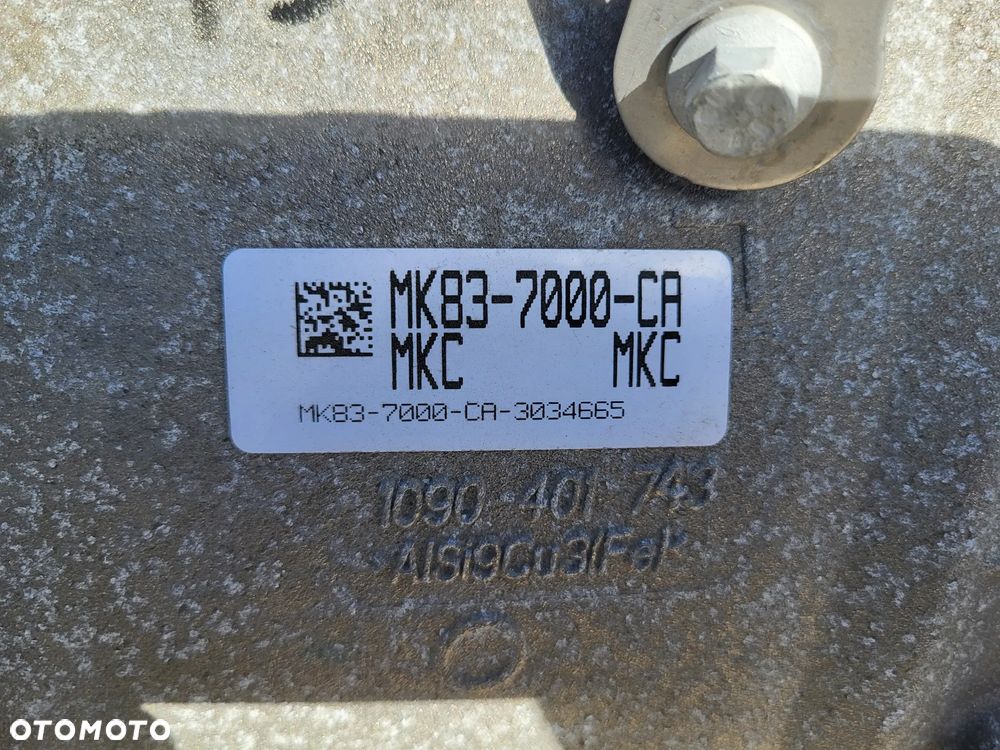 MK83-7000-CA
MKC MKC
MK83-7000-CA-3034665
1090 401 743
AlSi9Cu3(Fe)
OTOMOTO